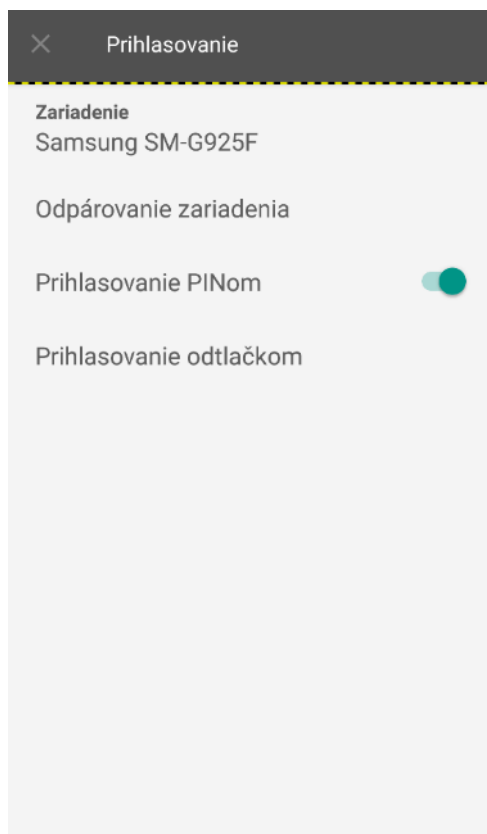 Prihlasovanie
Zariadenie
Samsung SM-G925F
Odpárovanie zariadenia
Prihlasovanie PINom
Prihlasovanie odtlačkom